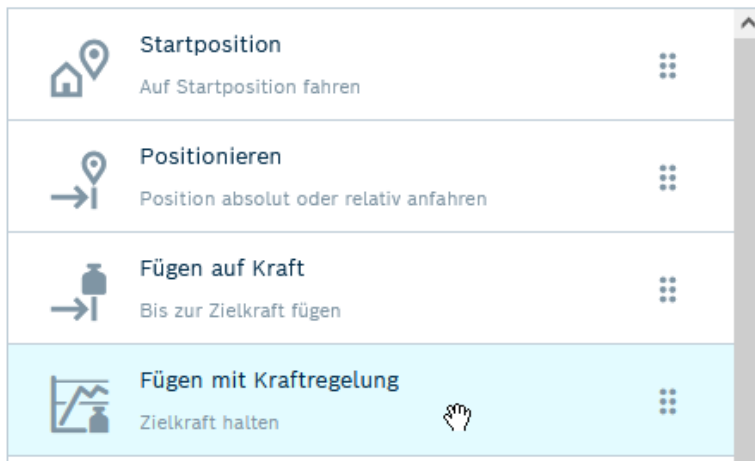 Startposition
Auf Startposition fahren
Positionieren
Position absolut oder relativ anfahren
Fügen auf Kraft
Bis zur Zielkraft fügen
Fügen mit Kraftregelung
Zielkraft halten